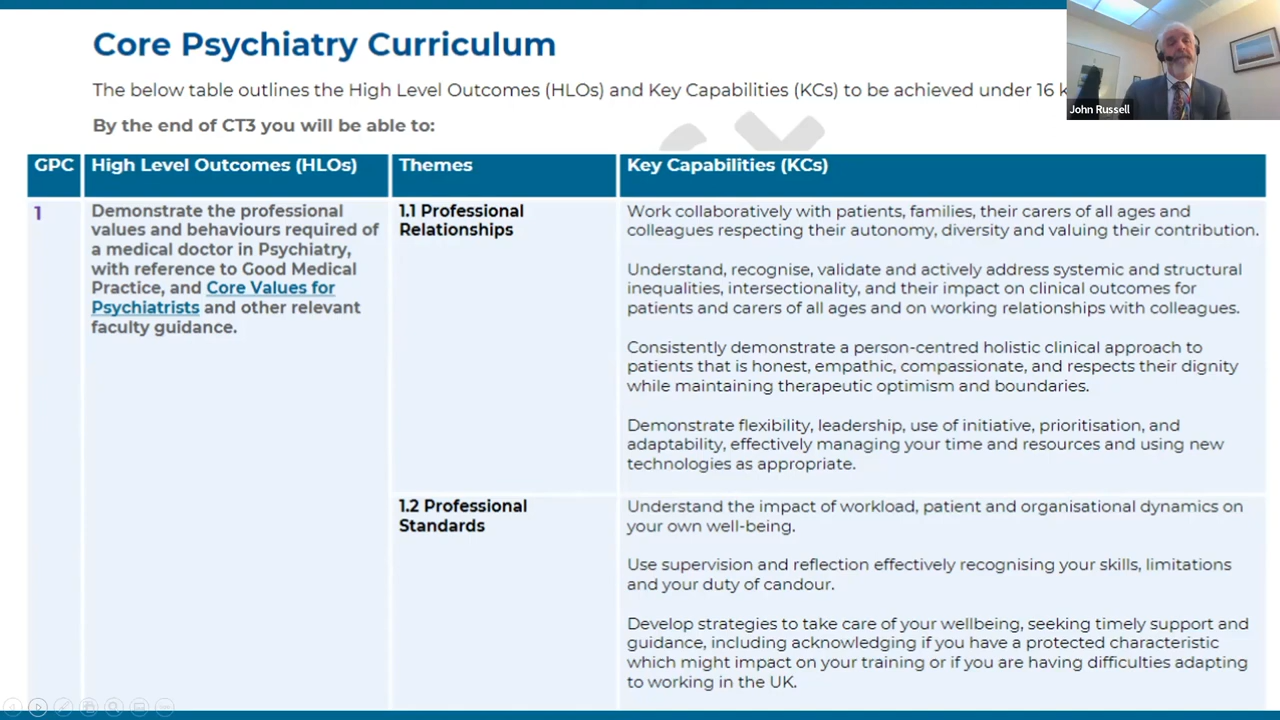 Core Psychiatry Curriculum
The below table outlines the High Level Outcomes (HLOs) and Key Capabilities (KCs) to be achieved under 16 k
John Russell
By the end of CT3 you will be able to:
GPC
High Level Outcomes (HLOs)
Themes
Key Capabilities (KCs)
1
Demonstrate the professional
values and behaviours required of
a medical doctor in Psychiatry,
with reference to Good Medical
Practice, and Core Values for
Psychiatrists and other relevant
faculty guidance.
1.1 Professional
Relationships
Work collaboratively with patients, families, their carers of all ages and
colleagues respecting their autonomy, diversity and valuing their contribution.
Understand, recognise, validate and actively address systemic and structural
inequalities, intersectionality, and their impact on clinical outcomes for
patients and carers of all ages and on working relationships with colleagues.
Consistently demonstrate a person-centred holistic clinical approach to
patients that is honest, empathic, compassionate, and respects their dignity
while maintaining therapeutic optimism and boundaries.
Demonstrate flexibility, leadership, use of initiative, prioritisation, and
adaptability, effectively managing your time and resources and using new
technologies as appropriate.
1.2 Professional
Standards
Understand the impact of workload, patient and organisational dynamics on
your own well-being.
Use supervision and reflection effectively recognising your skills, limitations
and your duty of candour.
Develop strategies to take care of your wellbeing, seeking timely support and
guidance, including acknowledging if you have a protected characteristic
which might impact on your training or if you are having difficulties adapting
to working in the UK.